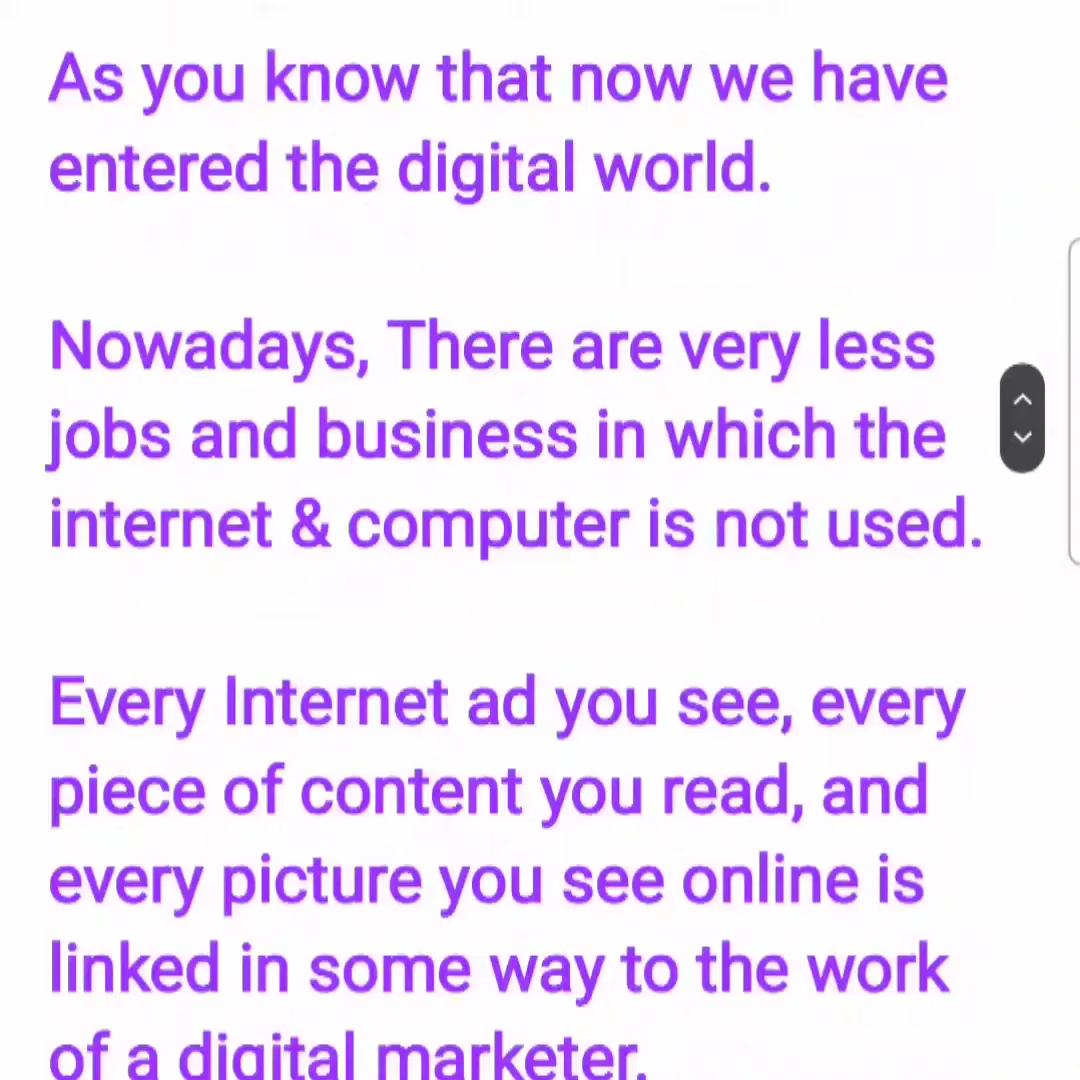 As you know that now we have
entered the digital world.
Nowadays, There are very less
jobs and business in which the
internet & computer is not used.
Every Internet ad you see, every
piece of content you read, and
every picture you see online is
linked in some way to the work
of a digital marketer.